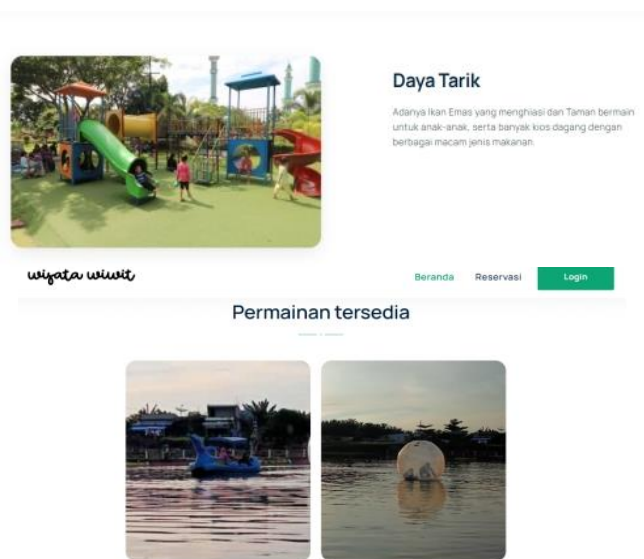 Daya Tarik
Adanya Ikan Emas yang menghiasi dan Taman bermain
untuk anak-anak, serta banyak kios dagang dengan
berbagai macam jenis makanan.
wisata wiwit
Beranda Reservasi Login
Permainan tersedia